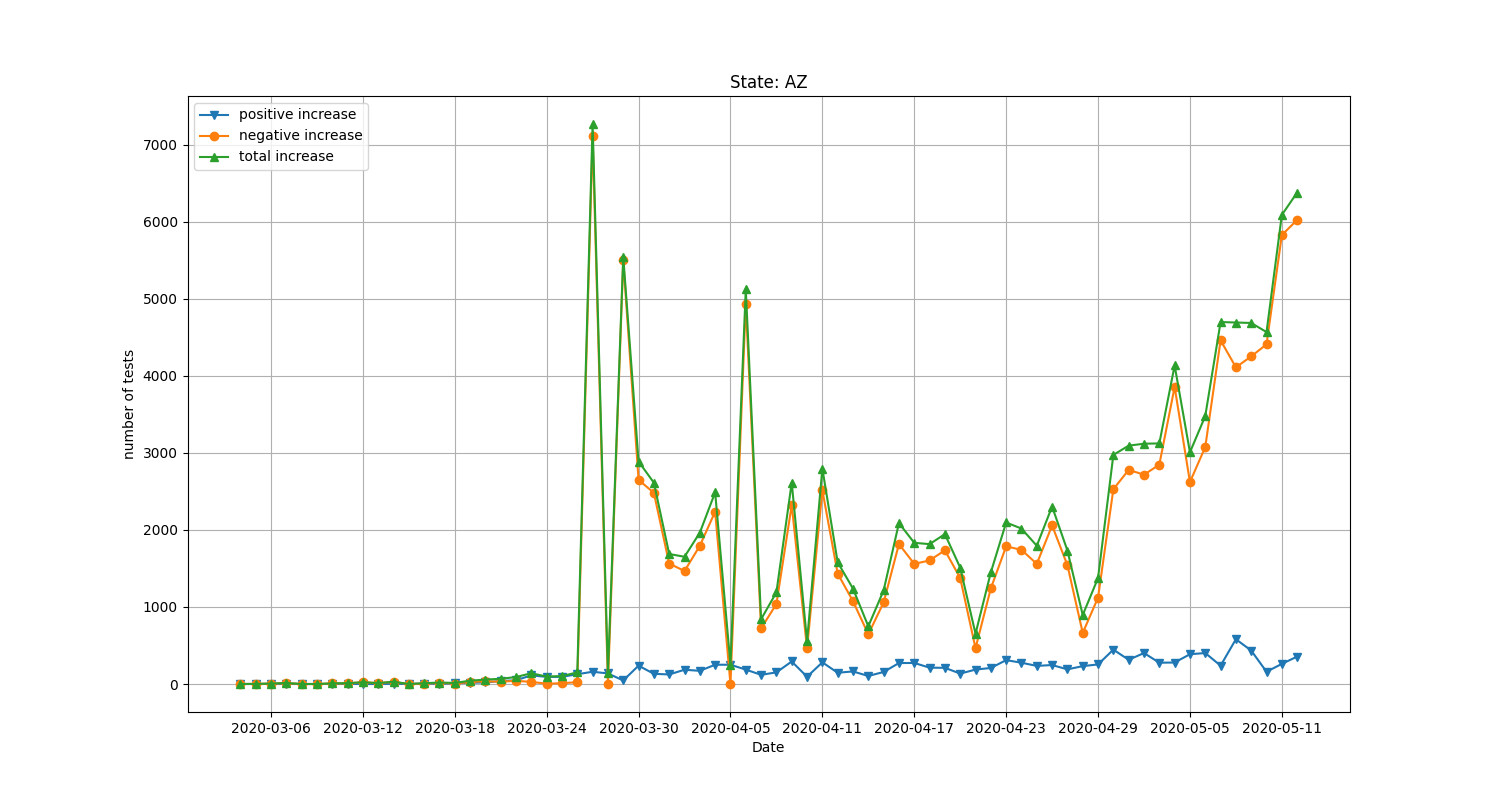 State: AZ
positive increase
negative increase
total increase
7000
6000
5000
4000
3000
2000
1000
0
number of tests
2020-03-06 2020-03-12 2020-03-18 2020-03-24 2020-03-30 2020-04-05 2020-04-11 2020-04-17 2020-04-23 2020-04-29 2020-05-05 2020-05-11
Date